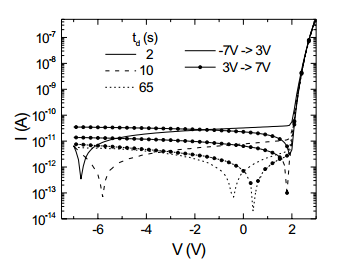 t_d (s)
2
10
65
-7V -> 3V
3V -> 7V
10^-7
10^-8
10^-9
10^-10
10^-11
10^-12
10^-13
10^-14
I (A)
-6 -4 -2 0 2
V (V)